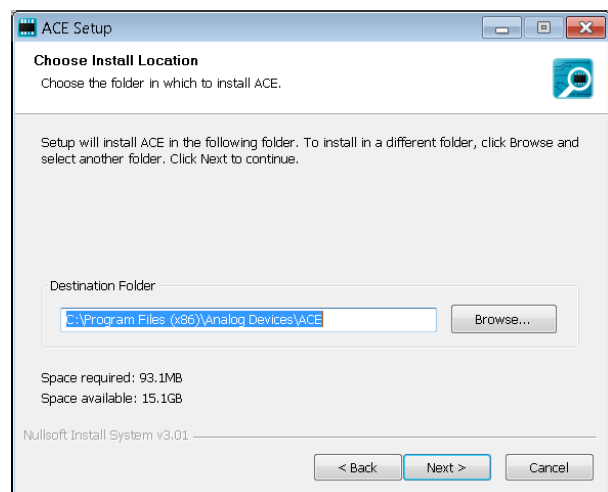 ACE Setup
Choose Install Location
Choose the folder in which to install ACE.
Setup will install ACE in the following folder. To install in a different folder, click Browse and
select another folder. Click Next to continue.
Destination Folder
C:\Program Files (x86)\Analog Devices\ACE
Browse...
Space required: 93.1MB
Space available: 15.1GB
Nullsoft Install System v3.01
< Back
Next >
Cancel